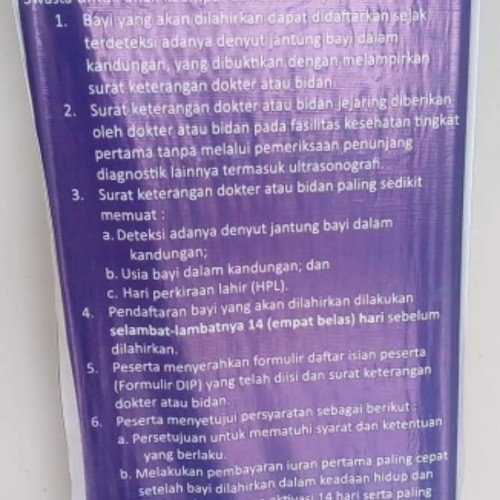 1. Bayi yang akan dilahirkan dapat didaftarkan sejak
terdeteksi adanya denyut jantung bayi dalam
kandungan, yang dibuktikan dengan melampirkan
surat keterangan dokter atau bidan.
2. Surat keterangan dokter atau bidan jejaring diberikan
oleh dokter atau bidan pada fasilitas kesehatan tingkat
pertama tanpa melalui pemeriksaan penunjang
diagnostik lainnya termasuk ultrasonografi.
3. Surat keterangan dokter atau bidan paling sedikit
memuat :
a. Deteksi adanya denyut jantung bayi dalam
kandungan;
b. Usia bayi dalam kandungan; dan
c. Hari perkiraan lahir (HPL).
4. Pendaftaran bayi yang akan dilahirkan dilakukan
selambat-lambatnya 14 (empat belas) hari sebelum
dilahirkan.
5. Peserta menyerahkan formulir daftar isian peserta
(Formulir DIP) yang telah diisi dan surat keterangan
dokter atau bidan.
6. Peserta menyetujui persyaratan sebagai berikut :
a. Persetujuan untuk mematuhi syarat dan ketentuan
yang berlaku.
b. Melakukan pembayaran iuran pertama paling cepat
setelah bayi dilahirkan dalam keadaan hidup dan
aktivasi 14 hari serta paling